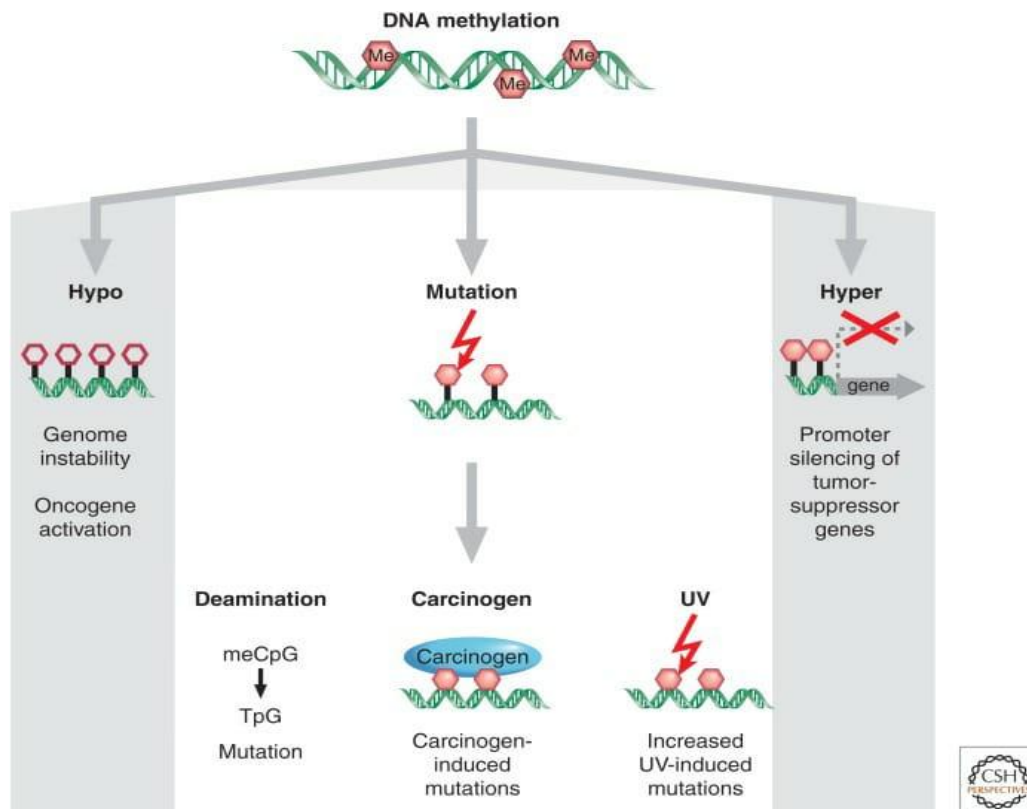 DNA methylation
Me
Me
Me
Hypo
Mutation
Hyper
gene
Genome
instability
Oncogene
activation
Promoter
silencing of
tumor-
suppressor
genes
Deamination
Carcinogen
UV
meCpG
TpG
Mutation
Carcinogen
Carcinogen-
induced
mutations
Increased
UV-induced
mutations
CSH
PERSPECTIVES